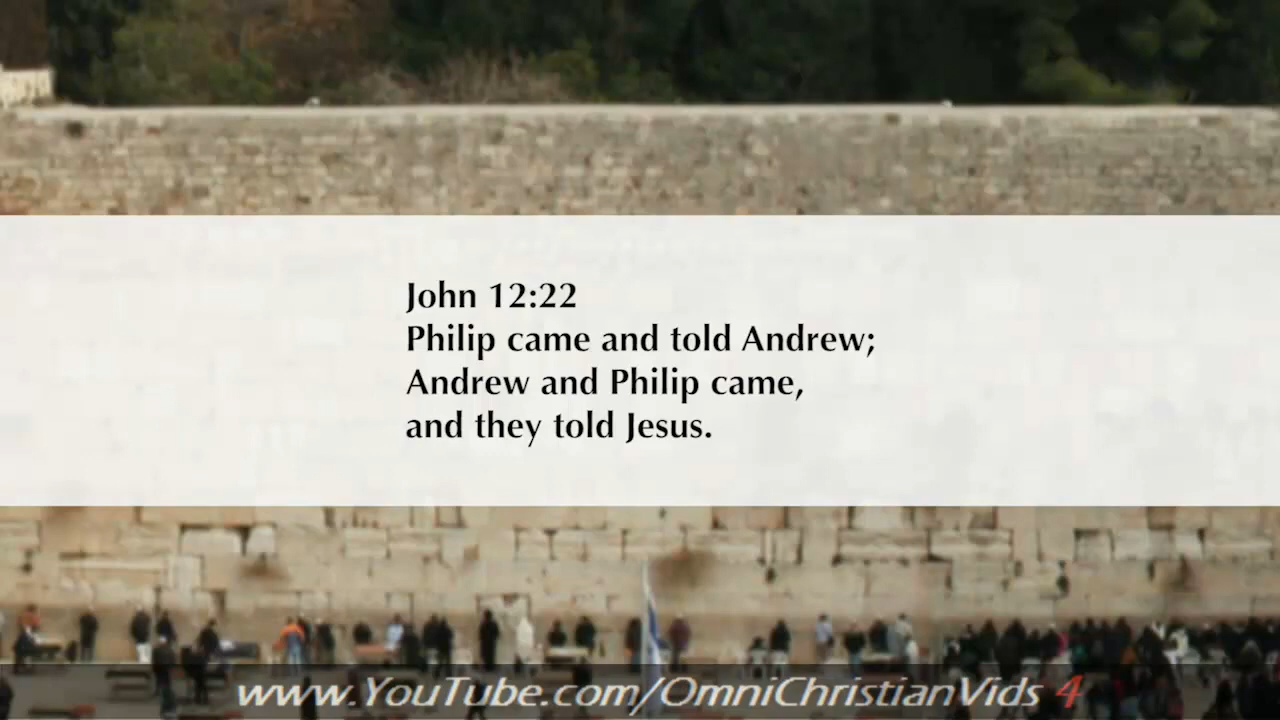 John 12:22
Philip came and told Andrew;
Andrew and Philip came,
and they told Jesus.
www.YouTube.com/OmniChristianVids 4